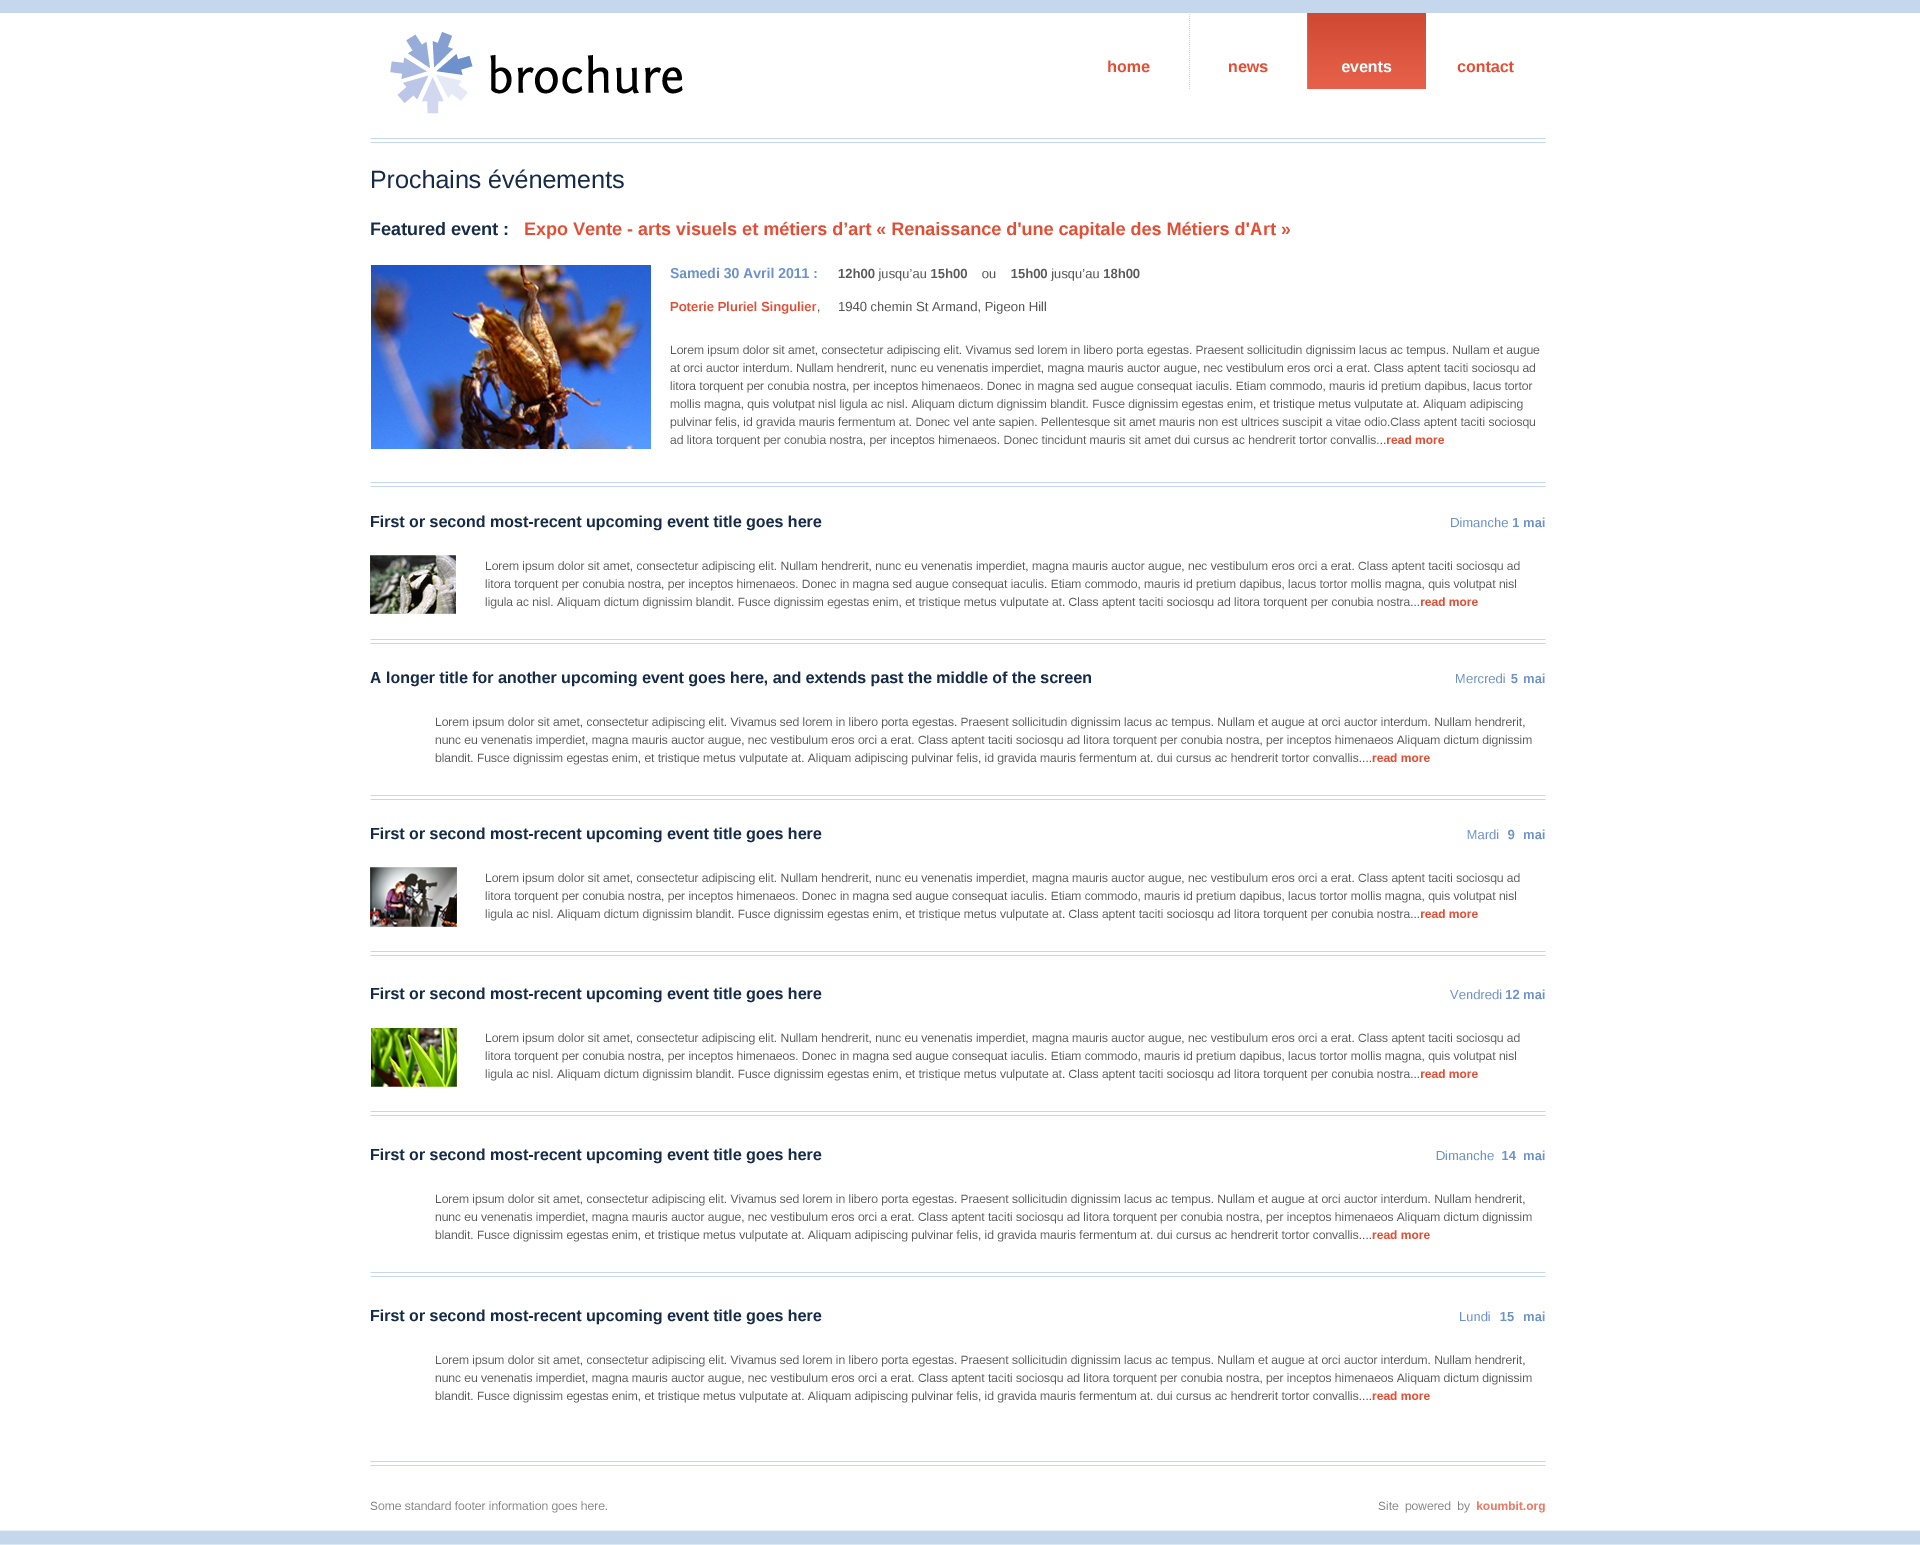 brochure
home news events contact
Prochains événements
Featured event : Expo Vente - arts visuels et métiers d’art « Renaissance d'une capitale des Métiers d'Art »
Samedi 30 Avril 2011 : 12h00 jusqu’au 15h00 ou 15h00 jusqu’au 18h00
Poterie Pluriel Singulier, 1940 chemin St Armand, Pigeon Hill
Lorem ipsum dolor sit amet, consectetur adipiscing elit. Vivamus sed lorem in libero porta egestas. Praesent sollicitudin dignissim lacus ac tempus. Nullam et augue
at orci auctor interdum. Nullam hendrerit, nunc eu venenatis imperdiet, magna mauris auctor augue, nec vestibulum eros orci a erat. Class aptent taciti sociosqu ad
litora torquent per conubia nostra, per inceptos himenaeos. Donec in magna sed augue consequat iaculis. Etiam commodo, mauris id pretium dapibus, lacus tortor
mollis magna, quis volutpat nisl ligula ac nisl. Aliquam dictum dignissim blandit. Fusce dignissim egestas enim, et tristique metus vulputate at. Aliquam adipiscing
pulvinar felis, id gravida mauris fermentum at. Donec vel ante sapien. Pellentesque sit amet mauris non est ultrices suscipit a vitae odio.Class aptent taciti sociosqu
ad litora torquent per conubia nostra, per inceptos himenaeos. Donec tincidunt mauris sit amet dui cursus ac hendrerit tortor convallis...read more
First or second most-recent upcoming event title goes here Dimanche 1 mai
Lorem ipsum dolor sit amet, consectetur adipiscing elit. Nullam hendrerit, nunc eu venenatis imperdiet, magna mauris auctor augue, nec vestibulum eros orci a erat. Class aptent taciti sociosqu ad
litora torquent per conubia nostra, per inceptos himenaeos. Donec in magna sed augue consequat iaculis. Etiam commodo, mauris id pretium dapibus, lacus tortor mollis magna, quis volutpat nisl
ligula ac nisl. Aliquam dictum dignissim blandit. Fusce dignissim egestas enim, et tristique metus vulputate at. Class aptent taciti sociosqu ad litora torquent per conubia nostra...read more
A longer title for another upcoming event goes here, and extends past the middle of the screen Mercredi 5 mai
Lorem ipsum dolor sit amet, consectetur adipiscing elit. Vivamus sed lorem in libero porta egestas. Praesent sollicitudin dignissim lacus ac tempus. Nullam et augue at orci auctor interdum. Nullam hendrerit,
nunc eu venenatis imperdiet, magna mauris auctor augue, nec vestibulum eros orci a erat. Class aptent taciti sociosqu ad litora torquent per conubia nostra, per inceptos himenaeos Aliquam dictum dignissim
blandit. Fusce dignissim egestas enim, et tristique metus vulputate at. Aliquam adipiscing pulvinar felis, id gravida mauris fermentum at. dui cursus ac hendrerit tortor convallis....read more
First or second most-recent upcoming event title goes here Mardi 9 mai
Lorem ipsum dolor sit amet, consectetur adipiscing elit. Nullam hendrerit, nunc eu venenatis imperdiet, magna mauris auctor augue, nec vestibulum eros orci a erat. Class aptent taciti sociosqu ad
litora torquent per conubia nostra, per inceptos himenaeos. Donec in magna sed augue consequat iaculis. Etiam commodo, mauris id pretium dapibus, lacus tortor mollis magna, quis volutpat nisl
ligula ac nisl. Aliquam dictum dignissim blandit. Fusce dignissim egestas enim, et tristique metus vulputate at. Class aptent taciti sociosqu ad litora torquent per conubia nostra...read more
First or second most-recent upcoming event title goes here Vendredi 12 mai
Lorem ipsum dolor sit amet, consectetur adipiscing elit. Nullam hendrerit, nunc eu venenatis imperdiet, magna mauris auctor augue, nec vestibulum eros orci a erat. Class aptent taciti sociosqu ad
litora torquent per conubia nostra, per inceptos himenaeos. Donec in magna sed augue consequat iaculis. Etiam commodo, mauris id pretium dapibus, lacus tortor mollis magna, quis volutpat nisl
ligula ac nisl. Aliquam dictum dignissim blandit. Fusce dignissim egestas enim, et tristique metus vulputate at. Class aptent taciti sociosqu ad litora torquent per conubia nostra...read more
First or second most-recent upcoming event title goes here Dimanche 14 mai
Lorem ipsum dolor sit amet, consectetur adipiscing elit. Vivamus sed lorem in libero porta egestas. Praesent sollicitudin dignissim lacus ac tempus. Nullam et augue at orci auctor interdum. Nullam hendrerit,
nunc eu venenatis imperdiet, magna mauris auctor augue, nec vestibulum eros orci a erat. Class aptent taciti sociosqu ad litora torquent per conubia nostra, per inceptos himenaeos Aliquam dictum dignissim
blandit. Fusce dignissim egestas enim, et tristique metus vulputate at. Aliquam adipiscing pulvinar felis, id gravida mauris fermentum at. dui cursus ac hendrerit tortor convallis....read more
First or second most-recent upcoming event title goes here Lundi 15 mai
Lorem ipsum dolor sit amet, consectetur adipiscing elit. Vivamus sed lorem in libero porta egestas. Praesent sollicitudin dignissim lacus ac tempus. Nullam et augue at orci auctor interdum. Nullam hendrerit,
nunc eu venenatis imperdiet, magna mauris auctor augue, nec vestibulum eros orci a erat. Class aptent taciti sociosqu ad litora torquent per conubia nostra, per inceptos himenaeos Aliquam dictum dignissim
blandit. Fusce dignissim egestas enim, et tristique metus vulputate at. Aliquam adipiscing pulvinar felis, id gravida mauris fermentum at. dui cursus ac hendrerit tortor convallis....read more
Some standard footer information goes here. Site powered by koumbit.org